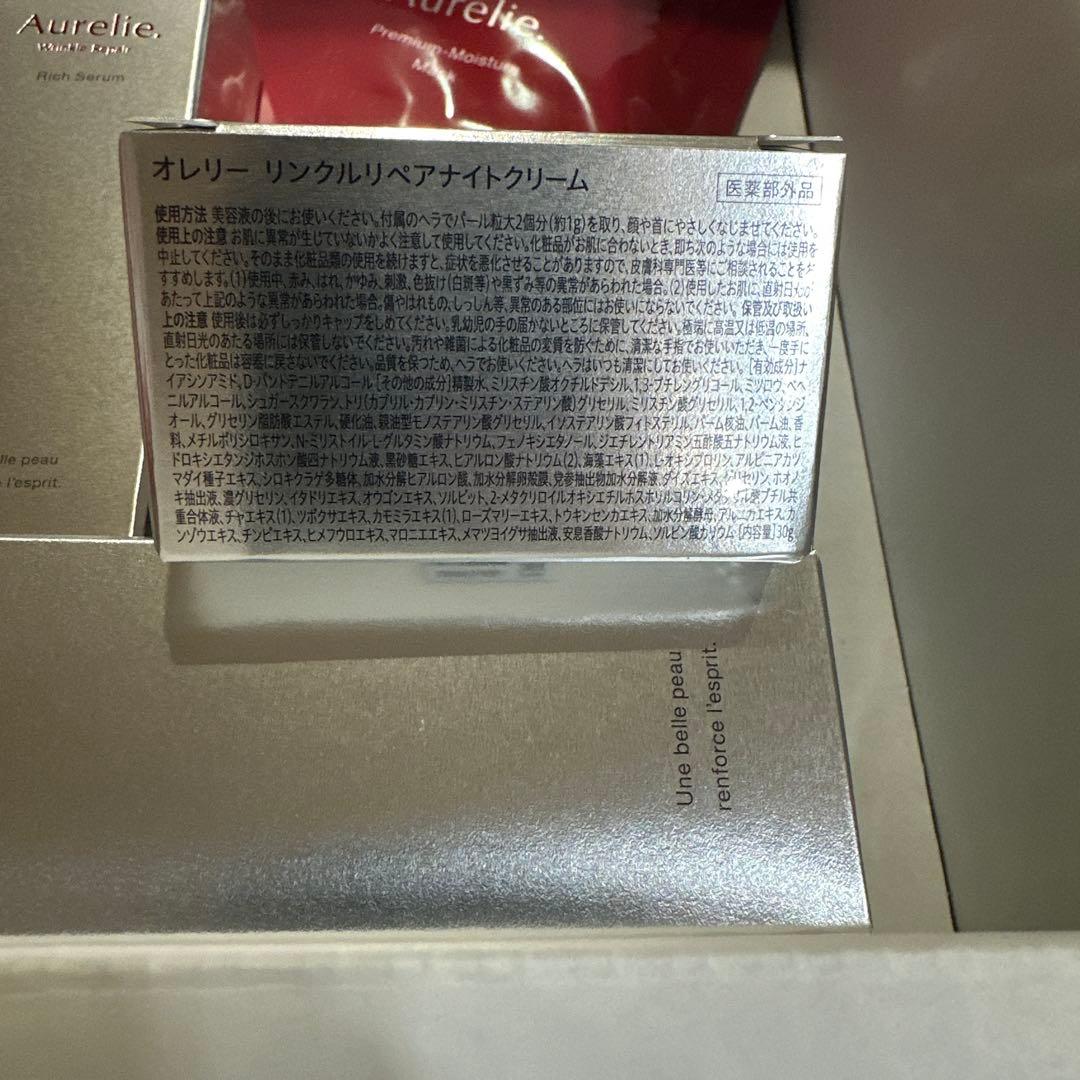 Aurelie.
Wrinkle Repair
Rich Serum
Aurelie.
Premium-Moisture
Mask
オレリー リンクルリペアナイトクリーム
医薬部外品
使用方法 美容液の後にお使いください。付属のヘラでパール粒大2個分(約1g)を取り、顔や首にやさしくなじませてください。
使用上の注意 お肌に異常が生じていないかよく注意して使用してください。化粧品がお肌に合わないとき、即ち次のような場合には使用を
中止してください。そのまま化粧品類の使用を続けますと、症状を悪化させることがありますので、皮膚科専門医等にご相談されることをお
すすめします。(1)使用中、赤み、はれ、かゆみ、刺激、色抜け(白斑等)や黒ずみ等の異常があらわれた場合。(2)使用したお肌に、直射日光が
あたって上記のような異常があらわれた場合。傷やはれもの、しっしん等、異常のある部位にはお使いにならないでください。 保管及び取扱い
上の注意 使用後は必ずしっかりキャップをしめてください。乳幼児の手の届かないところに保管してください。極端に高温又は低温の場所、
直射日光のあたる場所には保管しないでください。汚れや雑菌による化粧品の変質を防ぐために、清潔な手指でお使いいただき、一度手に
とった化粧品は容器に戻さないでください。品質を保つため、ヘラでお使いください。ヘラはいつも清潔にしてお使いください。[有効成分]ナ
イアシンアミド、D-パントテニルアルコール [その他の成分]精製水、ミリスチン酸オクチルドデシル、1,3-ブチレングリコール、ミツロウ、ベヘ
ニルアルコール、シュガースクワラン、トリ(カプリル・カプリン・ミリスチン・ステアリン酸)グリセリル、ミリスチン酸グリセリル、1,2-ペンタンジ
オール、グリセリン脂肪酸エステル、硬化油、親油型モノステアリン酸グリセリル、イソステアリン酸フィトステリル、パーム核油、パーム油、香
料、メチルポリシロキサン、N-ミリストイル-L-グルタミン酸ナトリウム、フェノキシエタノール、ジエチレントリアミン五酢酸五ナトリウム液、ヒ
ドロキシエタンジホスホン酸四ナトリウム液、黒砂糖エキス、ヒアルロン酸ナトリウム(2)、海藻エキス(1)、L-オキシプロリン、アルピニアカツ
マダイ種子エキス、シロキクラゲ多糖体、加水分解ヒアルロン酸、加水分解卵殻膜、党参抽出物加水分解液、ダイズエキス、グリセリン、ホオノ
キ抽出液、濃グリセリン、イタドリエキス、オウゴンエキス、ソルビット、2-メタクリロイルオキシエチルホスホリルコリン・メタクリル酸ブチル共
重合体液、チャエキス(1)、ツボクサエキス、カモミラエキス(1)、ローズマリーエキス、トウキンセンカエキス、加水分解酵母、アルニカエキス、カ
ンゾウエキス、チンピエキス、ヒメフウロエキス、マロニエエキス、メマツヨイグサ抽出液、安息香酸ナトリウム、ソルビン酸カリウム [内容量]30g
lle peau
e l'esprit.
Une belle peau
renforce l'esprit.